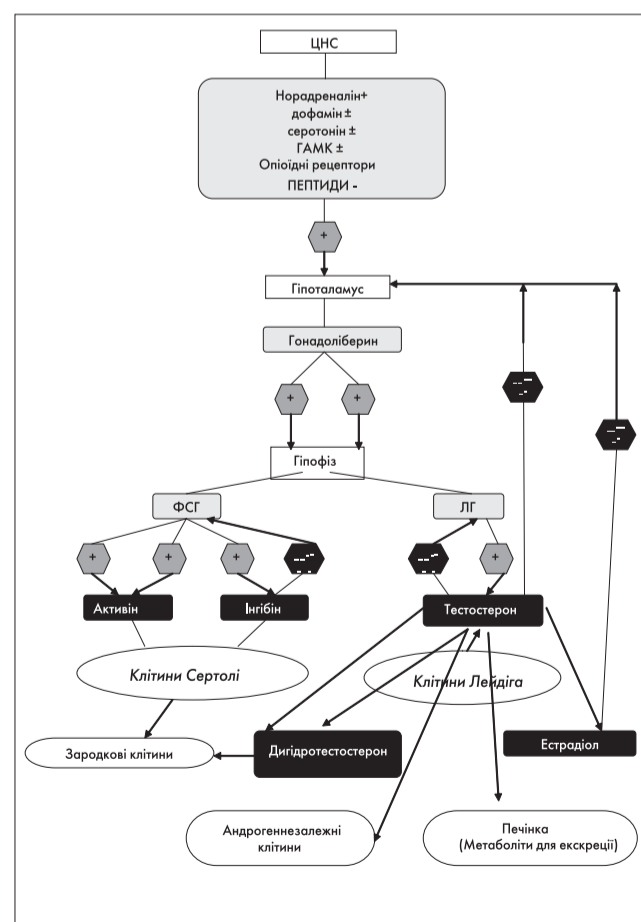 ЦНС
Норадреналін+
дофамін ±
серотонін ±
ГАМК ±
Опіоїдні рецептори
ПЕПТИДИ -
+
Гіпоталамус
Гонадоліберин
+ +
Гіпофіз
ФСГ ЛГ
+ + + +
Активін Інгібін Тестостерон
Клітини Сертолі Клітини Лейдіга
Зародкові клітини Дигідротестостерон Естрадіол
Андрогеннезалежні
клітини
Печінка
(Метаболіти для екскреції)